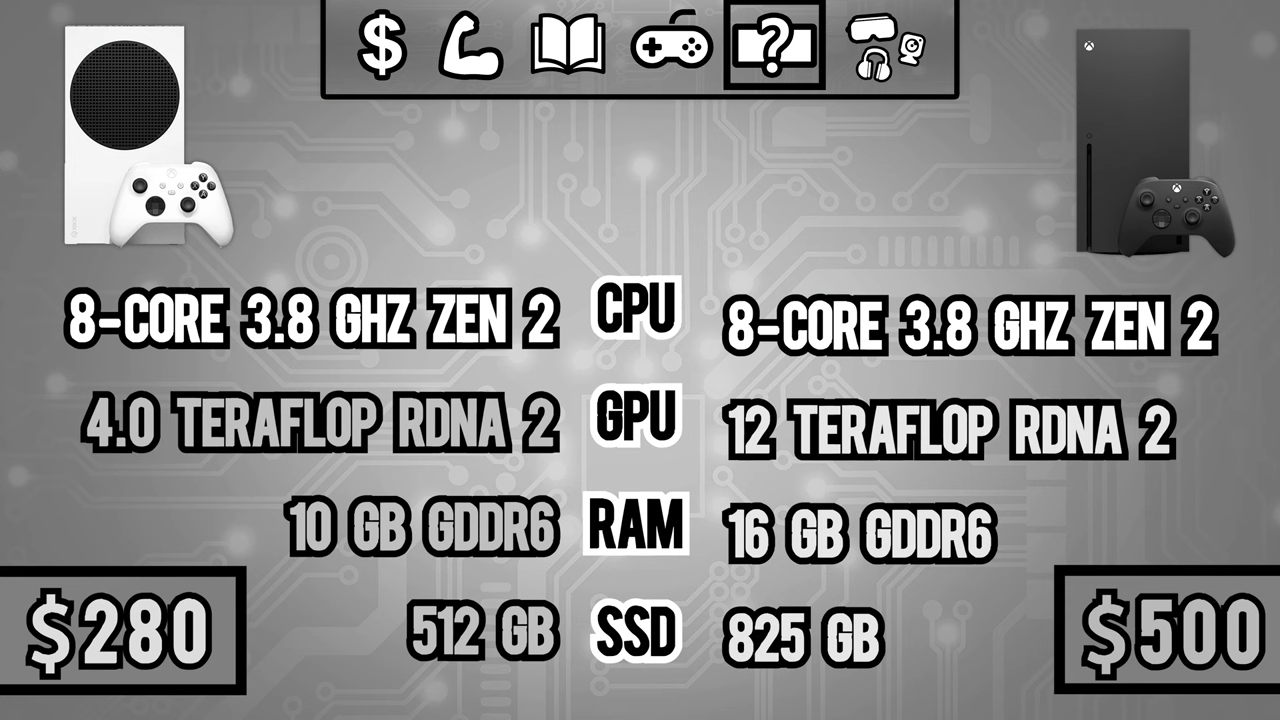 $ ?
8-CORE 3.8 GHZ ZEN 2 CPU 8-CORE 3.8 GHZ ZEN 2
4.0 TERAFLOP RDNA 2 GPU 12 TERAFLOP RDNA 2
10 GB GDDR6 RAM 16 GB GDDR6
512 GB SSD 825 GB
$280 $500